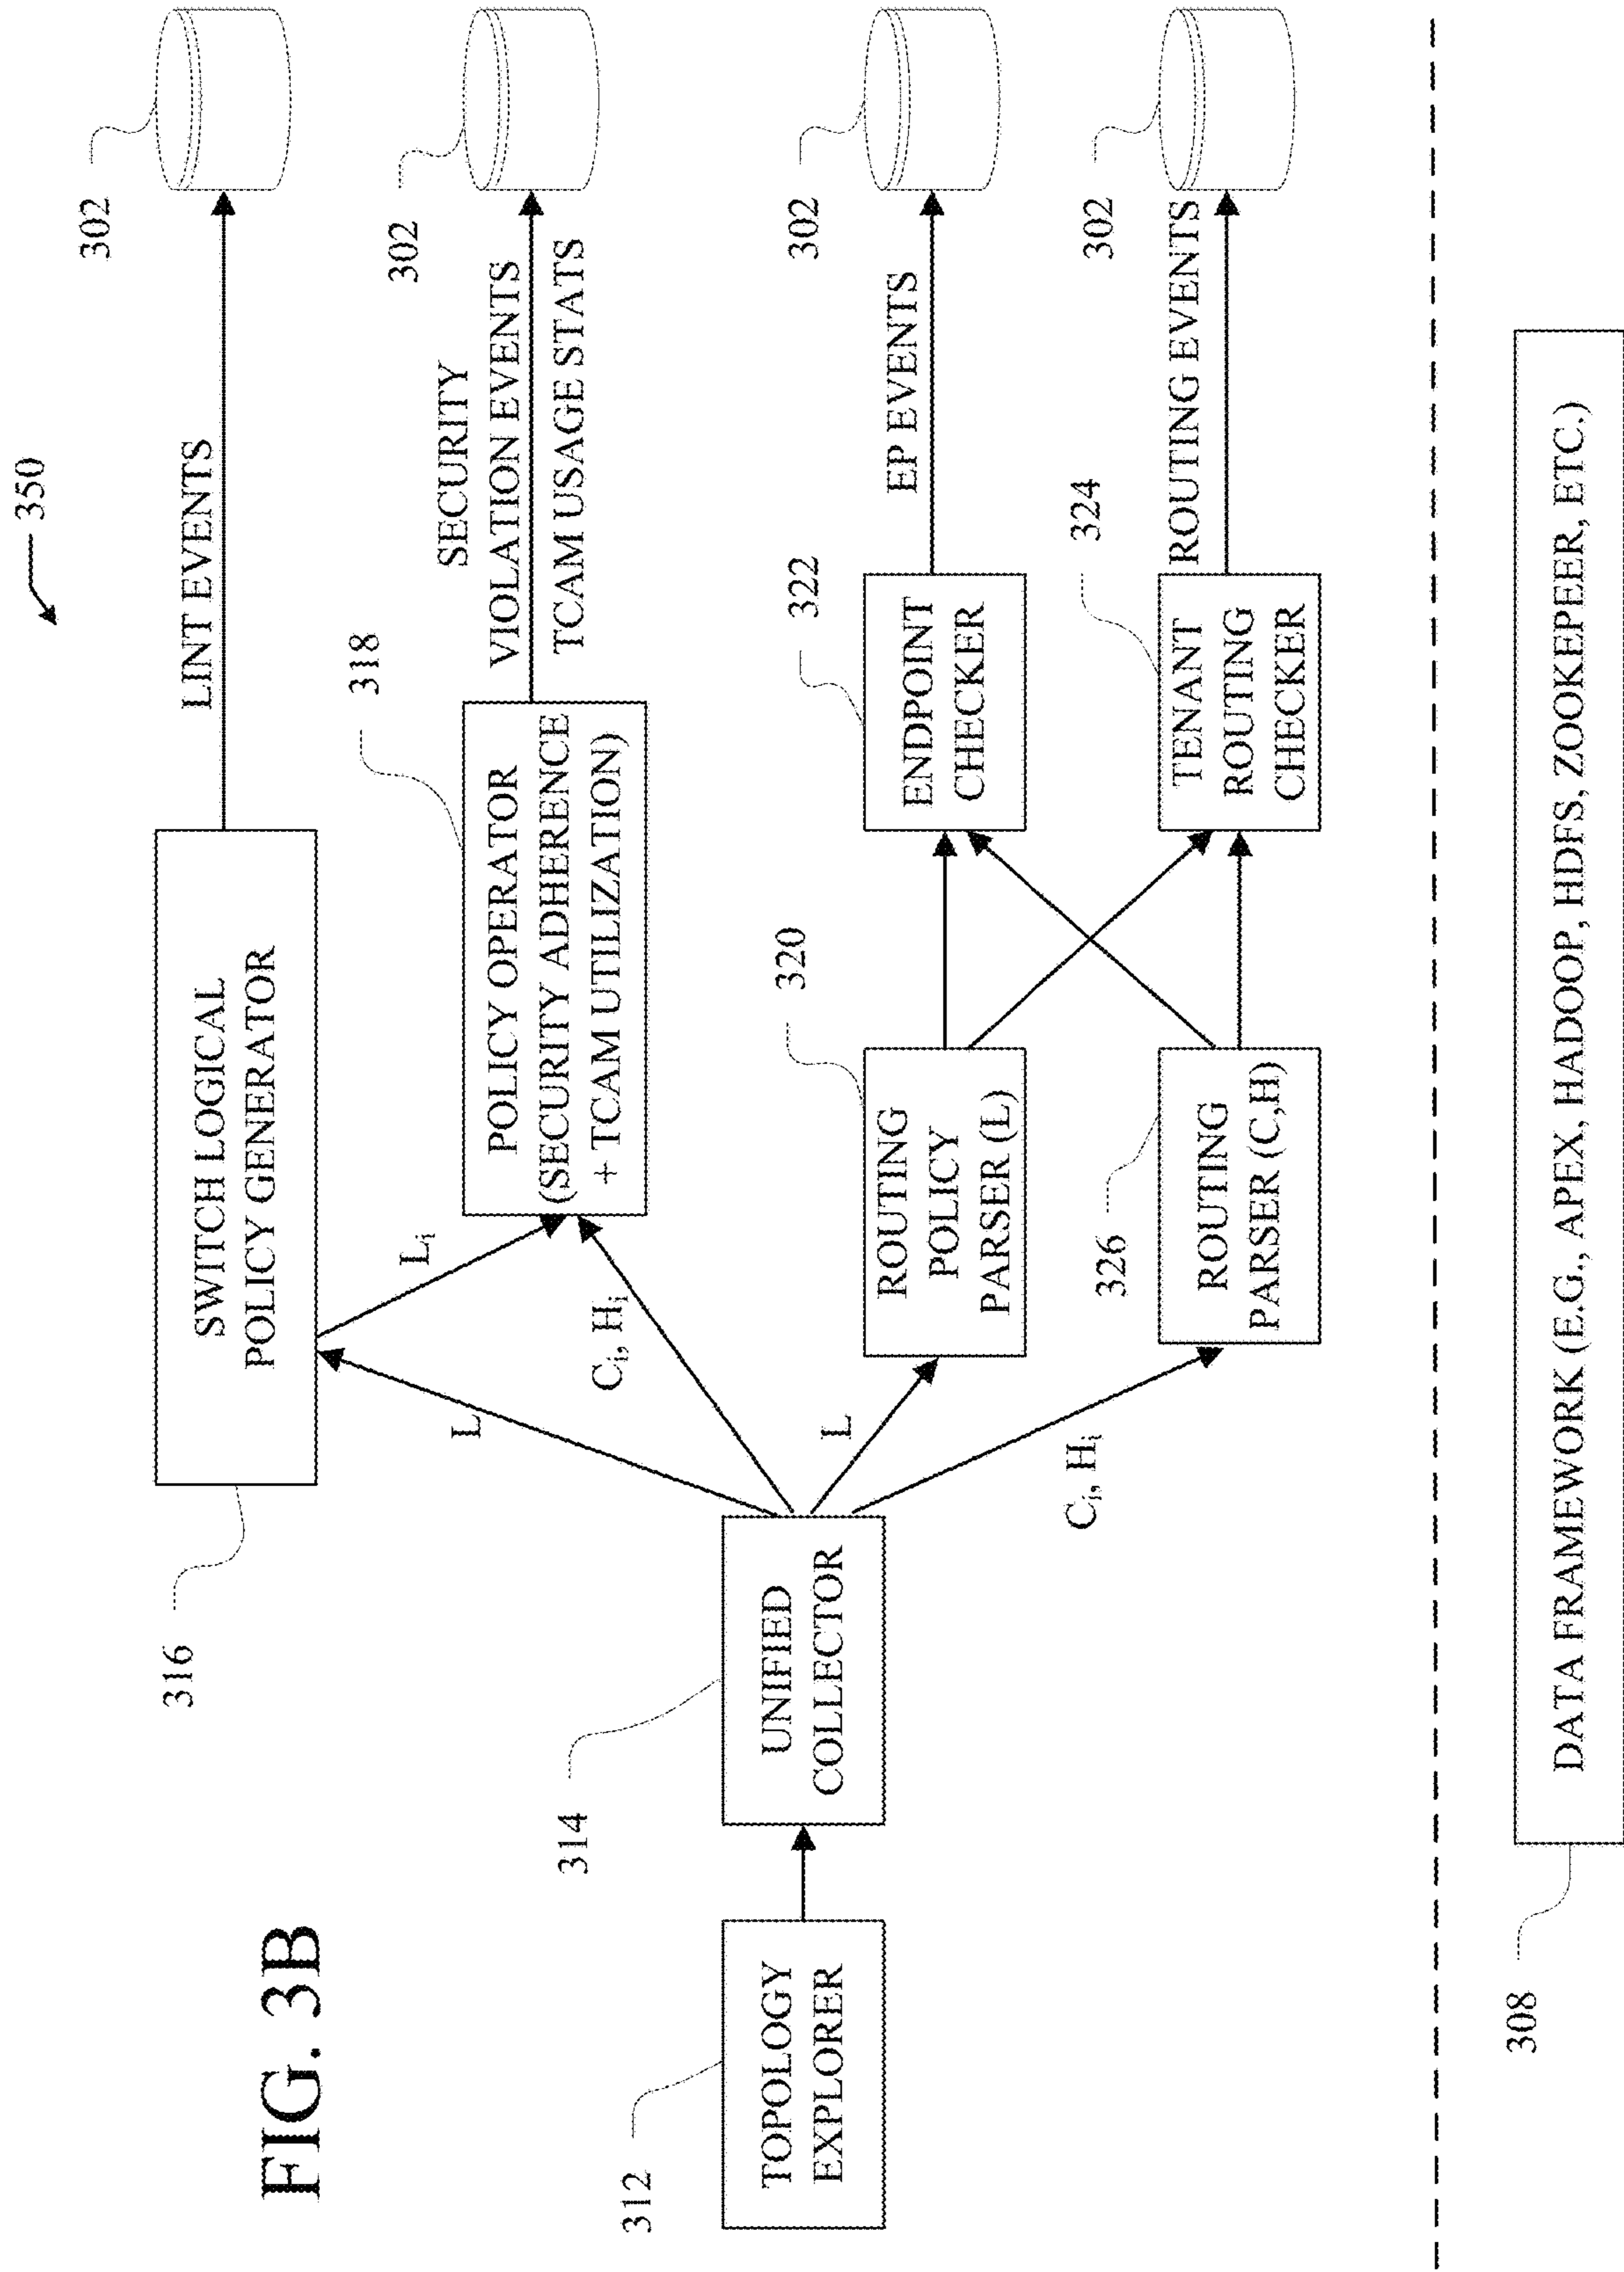 FIG. 3B
350
302
LINT EVENTS
SWITCH LOGICAL
POLICY GENERATOR
316
302
SECURITY
VIOLATION EVENTS
TCAM USAGE STATS
318
POLICY OPERATOR
(SECURITY ADHERENCE
+ TCAM UTILIZATION)
L
Li
Ci, Hi
TOPOLOGY
EXPLORER
312
UNIFIED
COLLECTOR
314
L
Ci, Hi
320
ROUTING
POLICY
PARSER (L)
322
ENDPOINT
CHECKER
EP EVENTS
302
326
ROUTING
PARSER (C,H)
324
TENANT
ROUTING
CHECKER
ROUTING EVENTS
302
308
DATA FRAMEWORK (E.G., APEX, HADOOP, HDFS, ZOOKEPEER, ETC.)